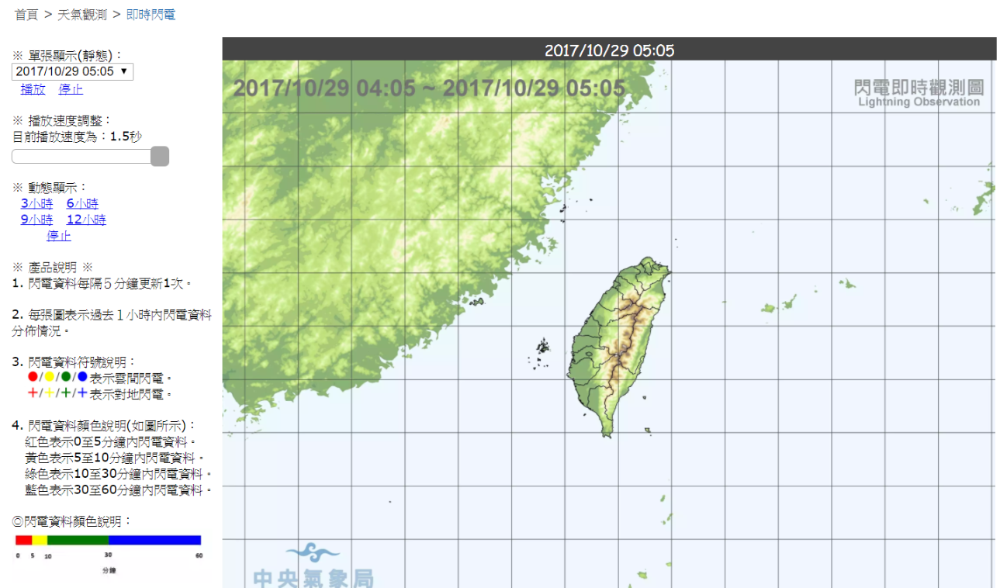 首頁 > 天氣觀測 > 即時閃電
※ 單張顯示(靜態)：
2017/10/29 05:05 ▼
播放 停止
※ 播放速度調整：
目前播放速度為：1.5秒
※ 動態顯示：
3小時 6小時
9小時 12小時
停止
※ 產品說明 ※
1. 閃電資料每隔５分鐘更新1次。
2. 每張圖表示過去１小時內閃電資料
分佈情況。
3. 閃電資料符號說明：
●/●/●/●表示雲間閃電。
+/+/+/+表示對地閃電。
4. 閃電資料顏色說明(如圖所示)：
紅色表示0至5分鐘內閃電資料。
黃色表示5至10分鐘內閃電資料。
綠色表示10至30分鐘內閃電資料。
藍色表示30至60分鐘內閃電資料。
◎閃電資料顏色說明：
0 5 10 30 60
分鐘
2017/10/29 05:05
2017/10/29 04:05 ~ 2017/10/29 05:05
閃電即時觀測圖
Lightning Observation
中央氣象局